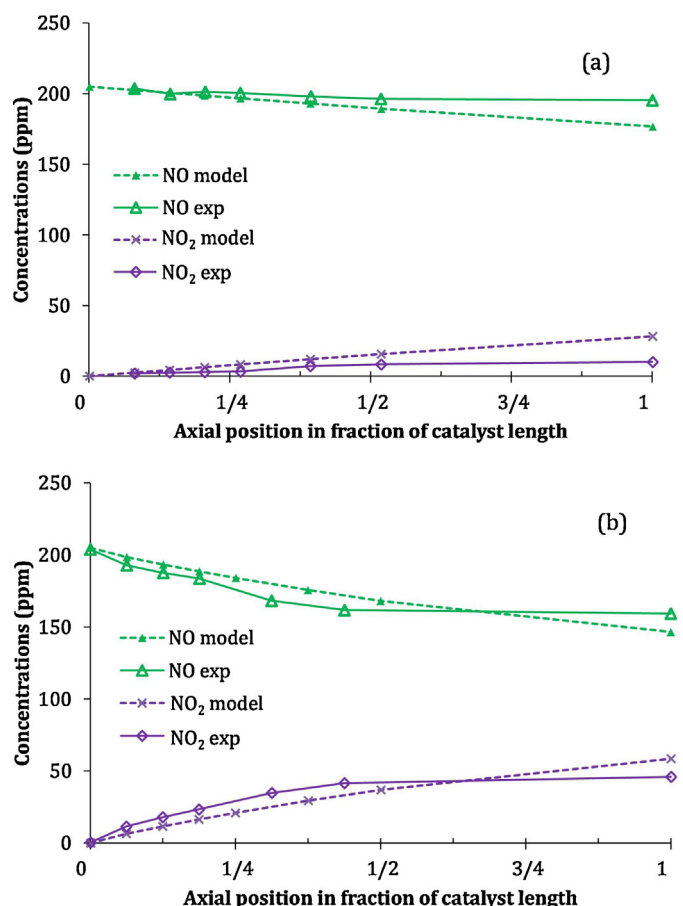 250
(a)
200
150
100
50
0
Concentrations (ppm)
NO model
NO exp
NO₂ model
NO₂ exp
0
1/4
1/2
3/4
1
Axial position in fraction of catalyst length
250
(b)
200
150
100
50
0
Concentrations (ppm)
NO model
NO exp
NO₂ model
NO₂ exp
0
1/4
1/2
3/4
1
Axial position in fraction of catalyst length